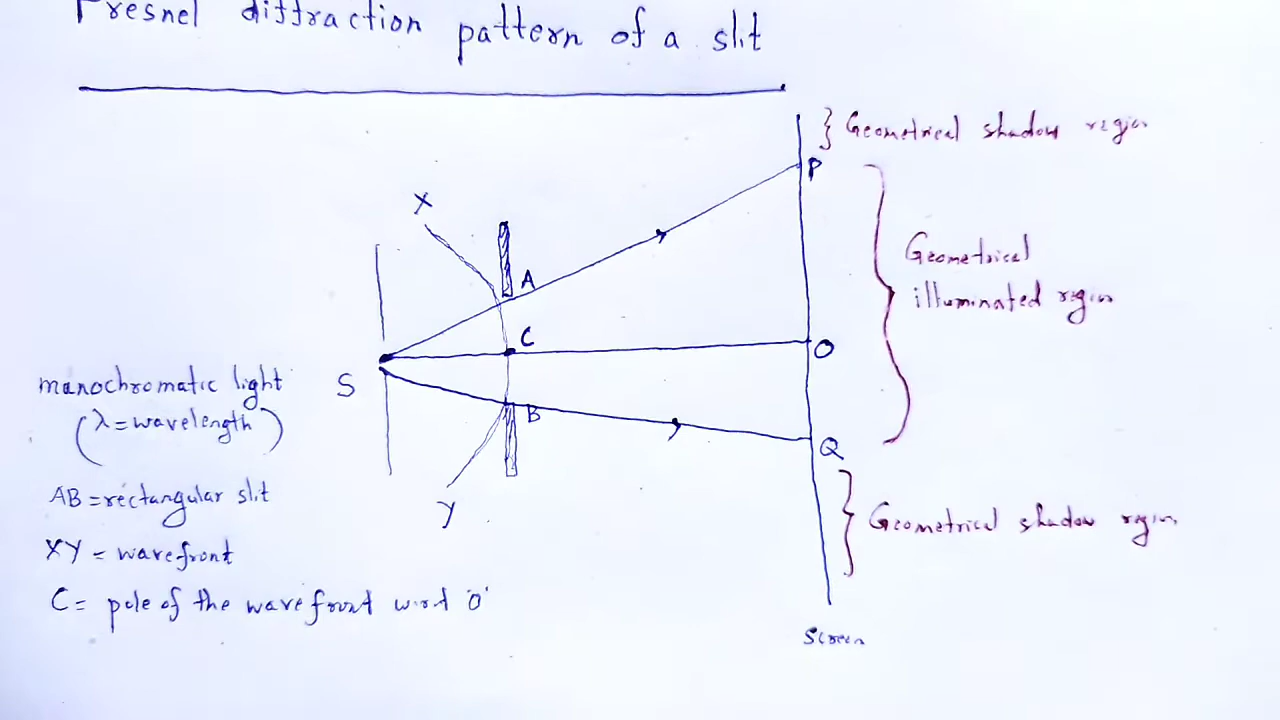 Fresnel diffraction pattern of a slit
} Geometrical shadow region
P
X
A
Geometrical
illuminated region
C
O
S
manochromatic light
(λ=wavelength)
B
Q
AB=rectangular slit
Y
Geometrical shadow region
XY = wavefront
C= pole of the wavefront w.r.t 'O'
Screen